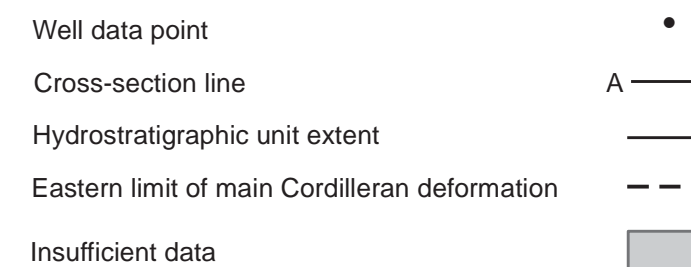 Well data point
Cross-section line A
Hydrostratigraphic unit extent
Eastern limit of main Cordilleran deformation
Insufficient data